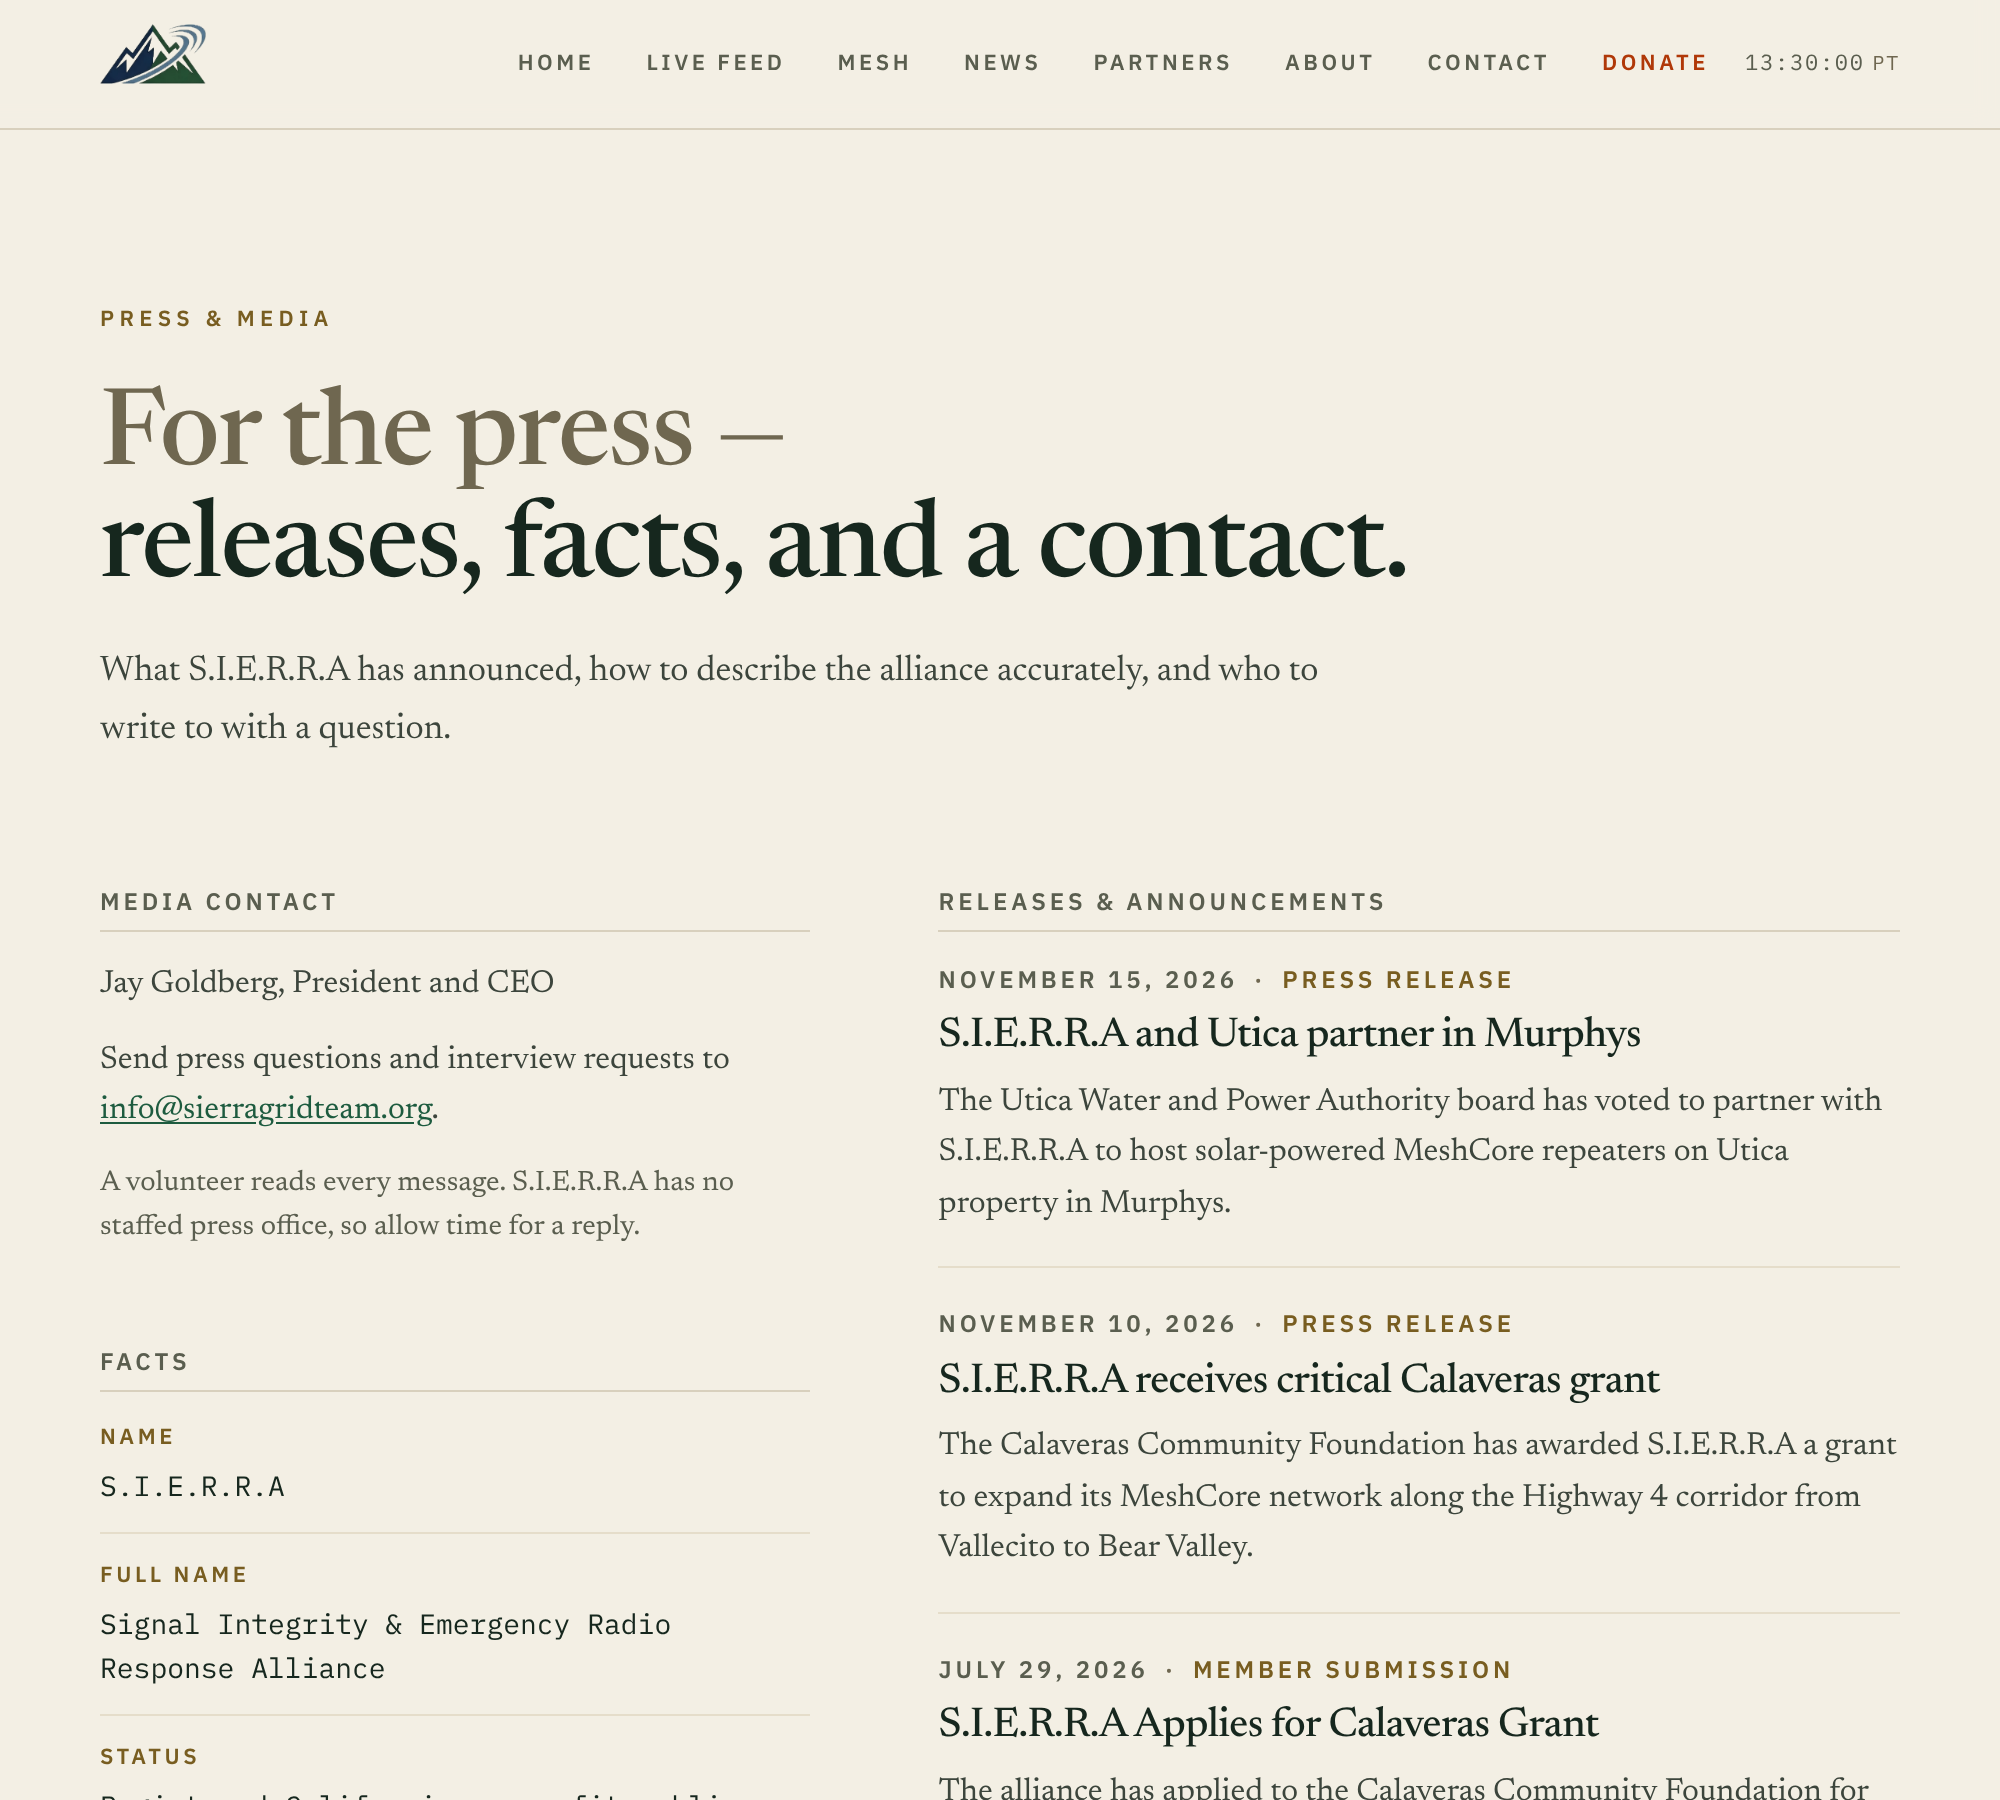 HOME LIVE FEED MESH NEWS PARTNERS ABOUT CONTACT DONATE 13:30:00 PT
PRESS & MEDIA
For the press —
releases, facts, and a contact.
What S.I.E.R.R.A has announced, how to describe the alliance accurately, and who to
write to with a question.
MEDIA CONTACT
Jay Goldberg, President and CEO
Send press questions and interview requests to
info@sierragridteam.org.
A volunteer reads every message. S.I.E.R.R.A has no
staffed press office, so allow time for a reply.
FACTS
NAME
S.I.E.R.R.A
FULL NAME
Signal Integrity & Emergency Radio
Response Alliance
STATUS
RELEASES & ANNOUNCEMENTS
NOVEMBER 15, 2026 · PRESS RELEASE
S.I.E.R.R.A and Utica partner in Murphys
The Utica Water and Power Authority board has voted to partner with
S.I.E.R.R.A to host solar-powered MeshCore repeaters on Utica
property in Murphys.
NOVEMBER 10, 2026 · PRESS RELEASE
S.I.E.R.R.A receives critical Calaveras grant
The Calaveras Community Foundation has awarded S.I.E.R.R.A a grant
to expand its MeshCore network along the Highway 4 corridor from
Vallecito to Bear Valley.
JULY 29, 2026 · MEMBER SUBMISSION
S.I.E.R.R.A Applies for Calaveras Grant
The alliance has applied to the Calaveras Community Foundation for